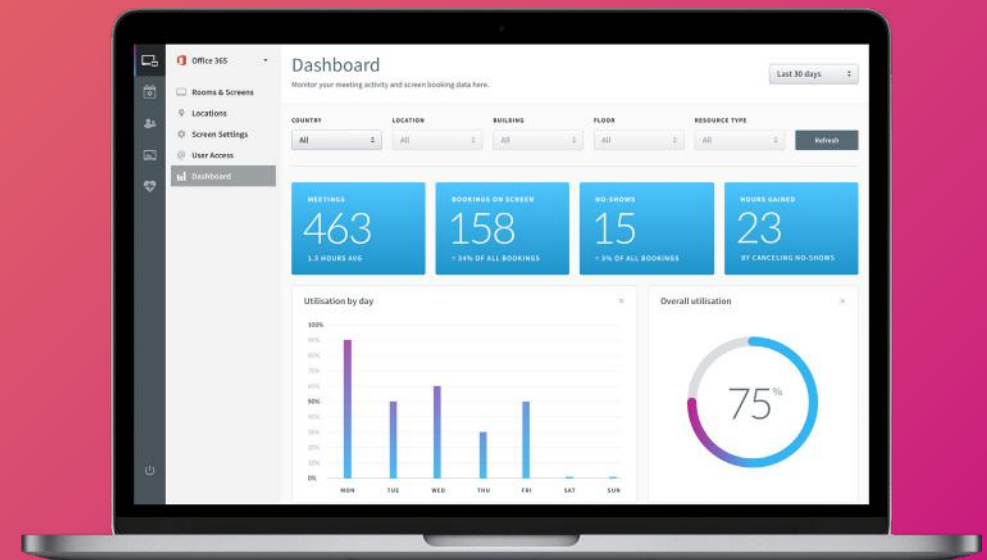 Office 365
Dashboard
Monitor your meeting activity and screen booking data here.
Last 30 days
Rooms & Screens
Locations
Screen Settings
User Access
Dashboard
COUNTRY LOCATION BUILDING FLOOR RESOURCE TYPE
All All All All All Refresh
MEETINGS
463
1.5 HOURS AVG
BOOKINGS ON SCREEN
158
= 34% OF ALL BOOKINGS
NO-SHOWS
15
= 3% OF ALL BOOKINGS
HOURS GAINED
23
BY CANCELING NO-SHOWS
Utilisation by day
100%
90%
80%
70%
60%
50%
40%
30%
20%
10%
0%
MON TUE WED THU FRI SAT SUN
Overall utilisation
75%